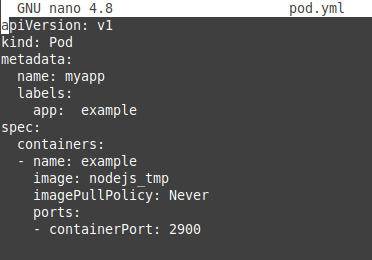 GNU nano 4.8 pod.yml
apiVersion: v1
kind: Pod
metadata:
  name: myapp
  labels:
    app:  example
spec:
  containers:
  - name: example
    image: nodejs_tmp
    imagePullPolicy: Never
    ports:
    - containerPort: 2900